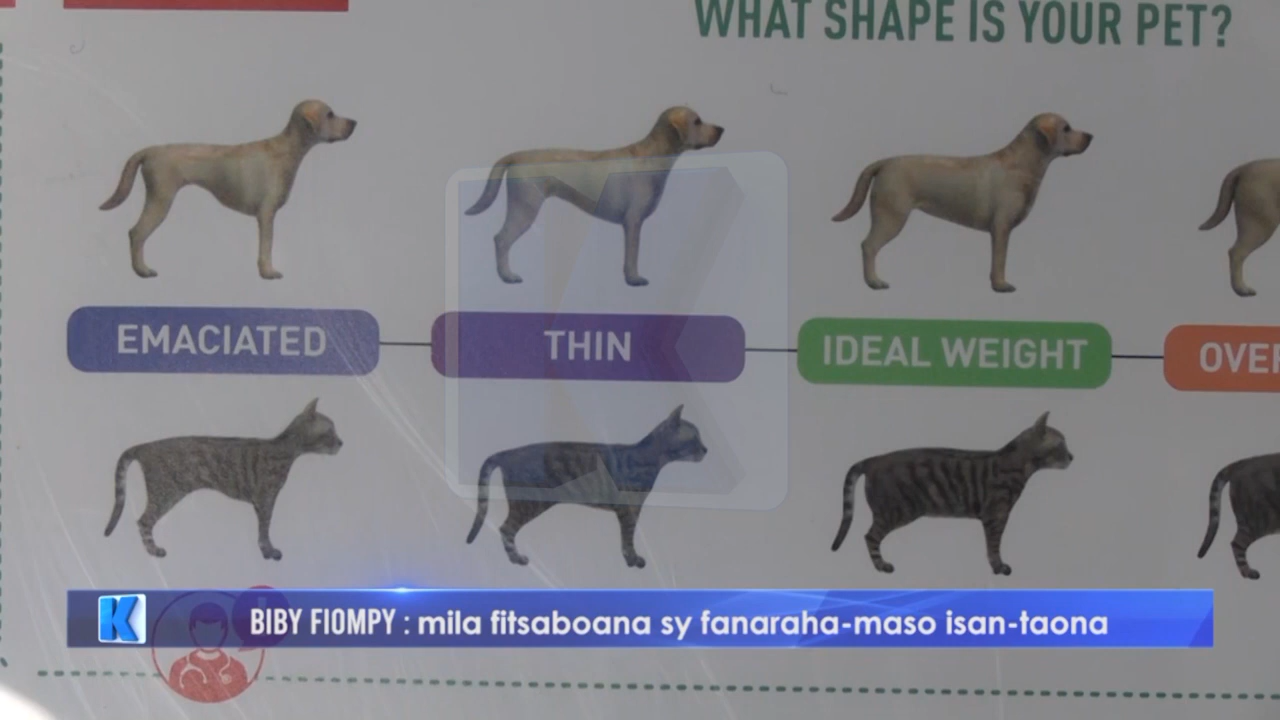 WHAT SHAPE IS YOUR PET?
EMACIATED
THIN
IDEAL WEIGHT
K
BIBY FIOMPY : mila fitsaboana sy fanaraha-maso isan-taona